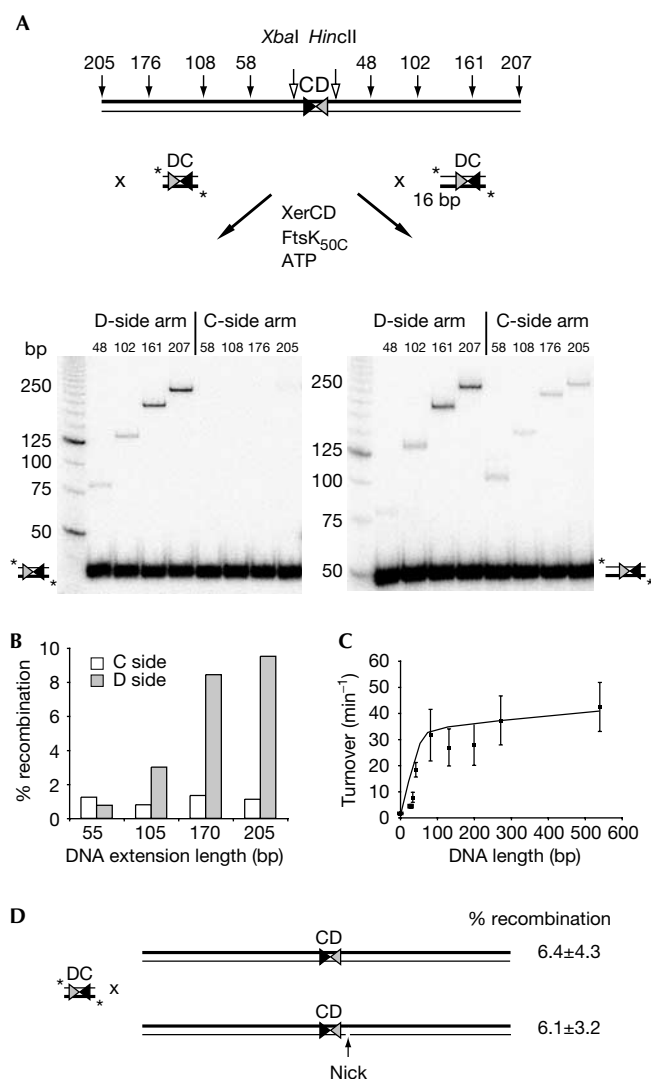 A
XbaI HincII
205 176 108 58 CD 48 102 161 207
* DC * x
* DC * x
16 bp
XerCD
FtsK50C
ATP
D-side arm C-side arm
bp 48 102 161 207 58 108 176 205
250
125
100
75
50
* *
D-side arm C-side arm
48 102 161 207 58 108 176 205
250
125
100
75
50
* *
B
% recombination
10
8
6
4
2
0
C side
D side
55 105 170 205
DNA extension length (bp)
C
Turnover (min−1)
60
50
40
30
20
10
0
0 100 200 300 400 500 600
DNA length (bp)
D
% recombination
CD
6.4±4.3
* DC * x
CD
6.1±3.2
Nick